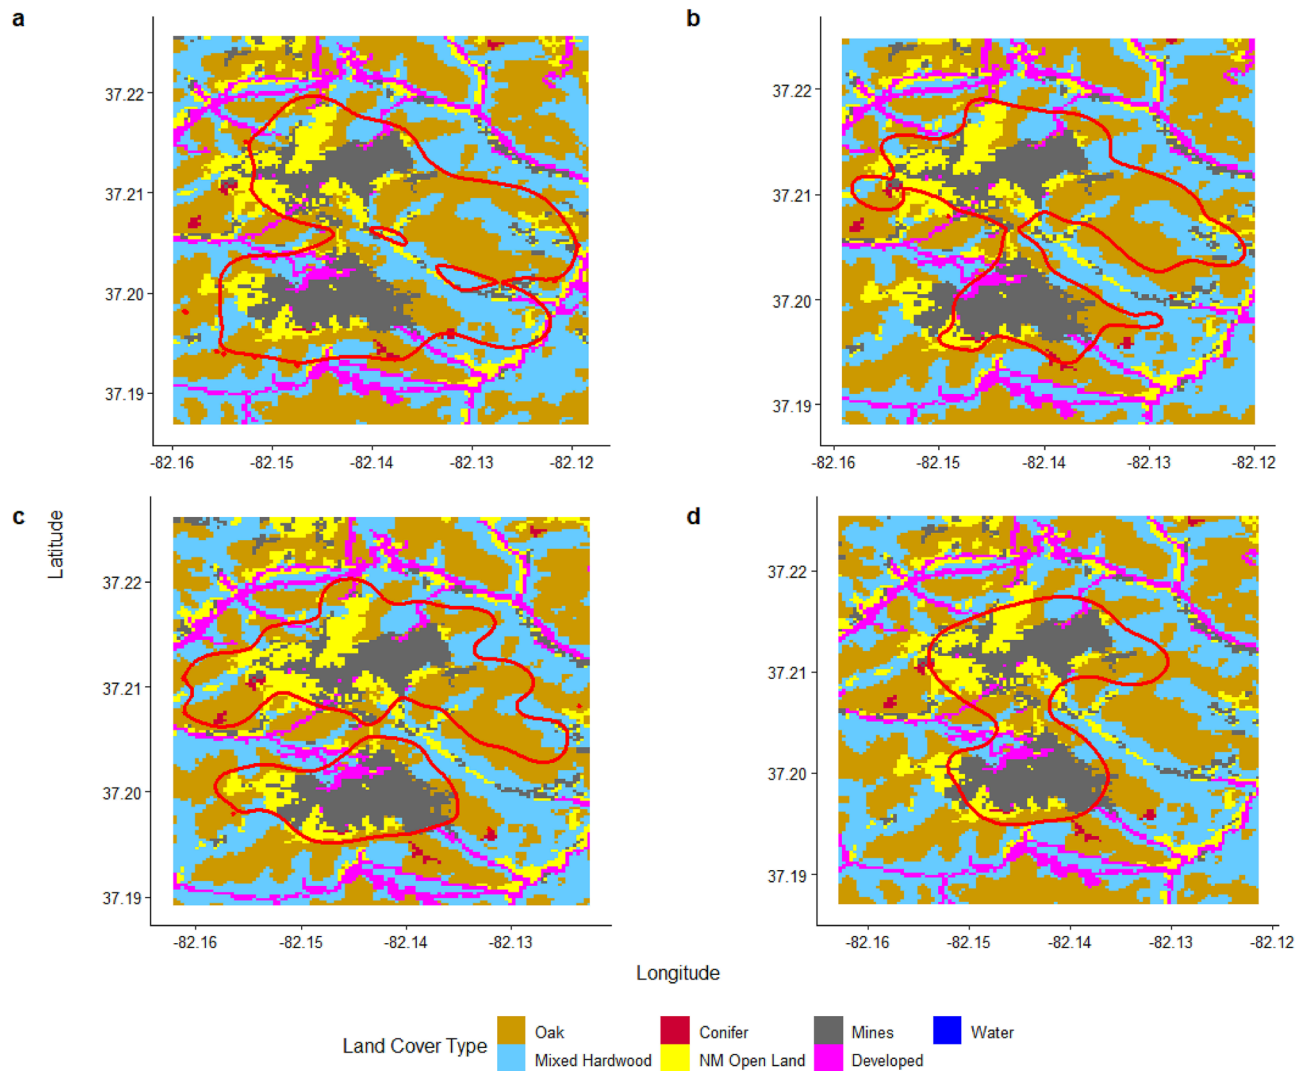 a
37.22
37.21
37.20
37.19
-82.16 -82.15 -82.14 -82.13 -82.12
b
37.22
37.21
37.20
37.19
-82.16 -82.15 -82.14 -82.13 -82.12
c
37.22
37.21
37.20
37.19
-82.16 -82.15 -82.14 -82.13
d
37.22
37.21
37.20
37.19
-82.16 -82.15 -82.14 -82.13 -82.12
Latitude
Longitude
Land Cover Type
Oak Conifer Mines Water
Mixed Hardwood NM Open Land Developed